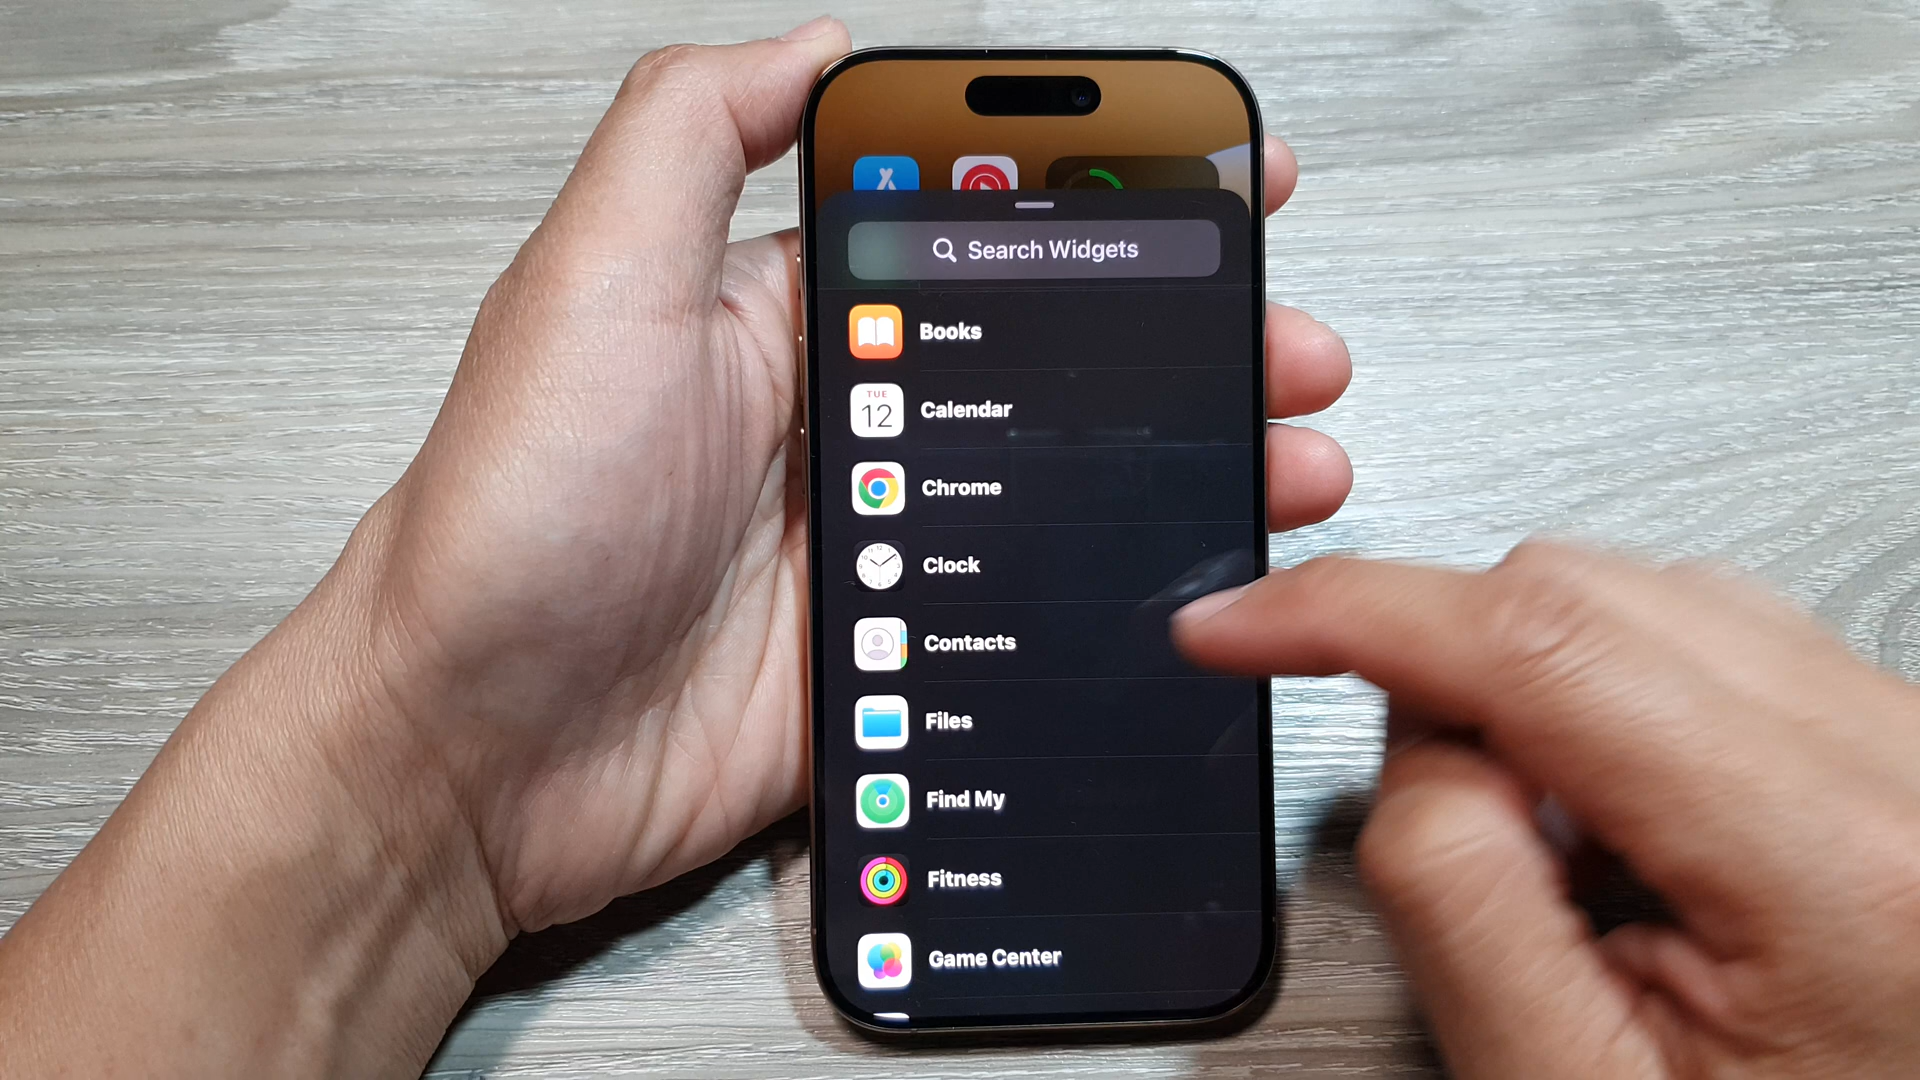 Search Widgets
Books
TUE
12
Calendar
Chrome
Clock
Contacts
Files
Find My
Fitness
Game Center